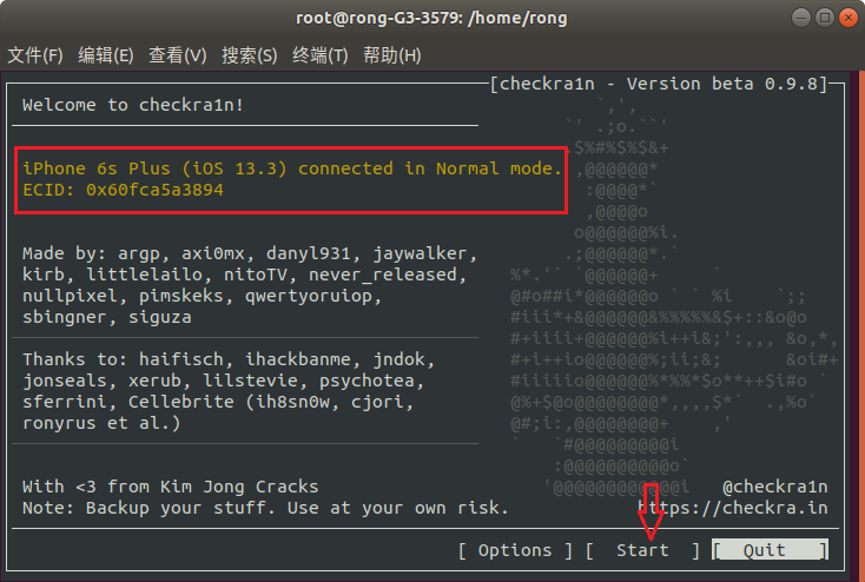 root@rong-G3-3579: /home/rong
文件(F) 编辑(E) 查看(V) 搜索(S) 终端(T) 帮助(H)
[checkra1n - Version beta 0.9.8]
Welcome to checkra1n!
iPhone 6s Plus (iOS 13.3) connected in Normal mode.
ECID: 0x60fca5a3894
Made by: argp, axi0mx, danyl931, jaywalker,
kirb, littlelailo, nitoTV, never_released,
nullpixel, pimskeks, qwertyoruiop,
sbingner, siguza
Thanks to: haifisch, ihackbanme, jndok,
jonseals, xerub, lilstevie, psychotea,
sferrini, Cellebrite (ih8sn0w, cjori,
ronyrus et al.)
With <3 from Kim Jong Cracks @checkra1n
Note: Backup your stuff. Use at your own risk. https://checkra.in
[ Options ] [ Start ] [ Quit ]